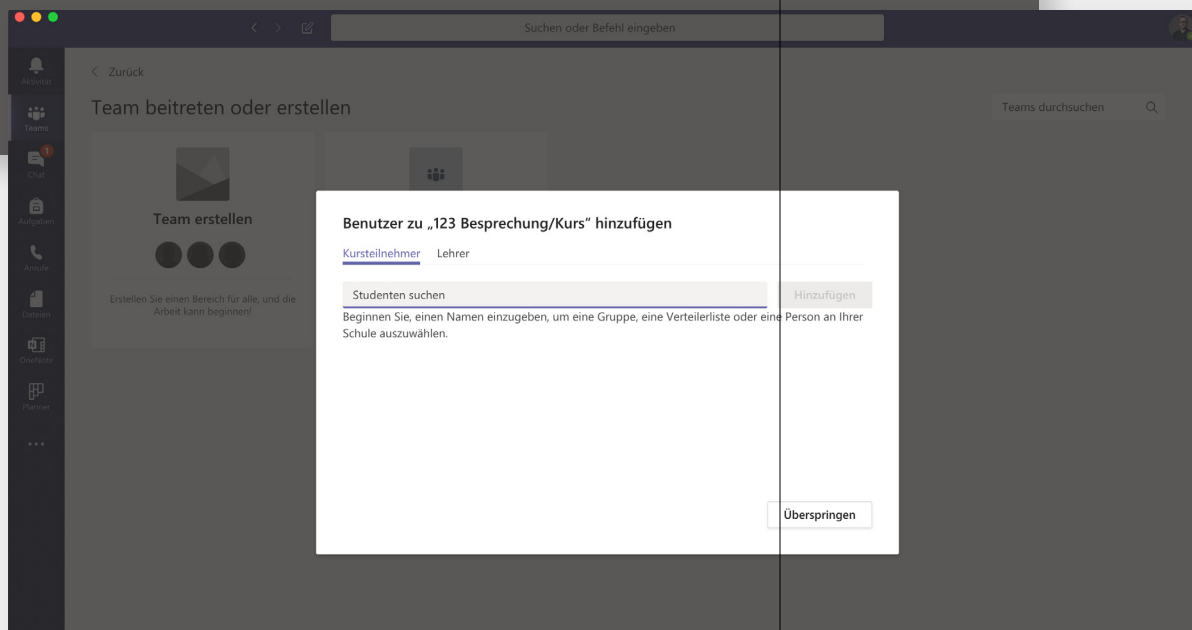 Suchen oder Befehl eingeben
Aktivität
Teams
1
Chat
Aufgaben
Anrufe
Dateien
OneNote
Planner
Zurück
Team beitreten oder erstellen
Teams durchsuchen
Team erstellen
Erstellen Sie einen Bereich für alle, und die
Arbeit kann beginnen!
Benutzer zu „123 Besprechung/Kurs“ hinzufügen
Kursteilnehmer Lehrer
Studenten suchen
Hinzufügen
Beginnen Sie, einen Namen einzugeben, um eine Gruppe, eine Verteilerliste oder eine Person an Ihrer
Schule auszuwählen.
Überspringen